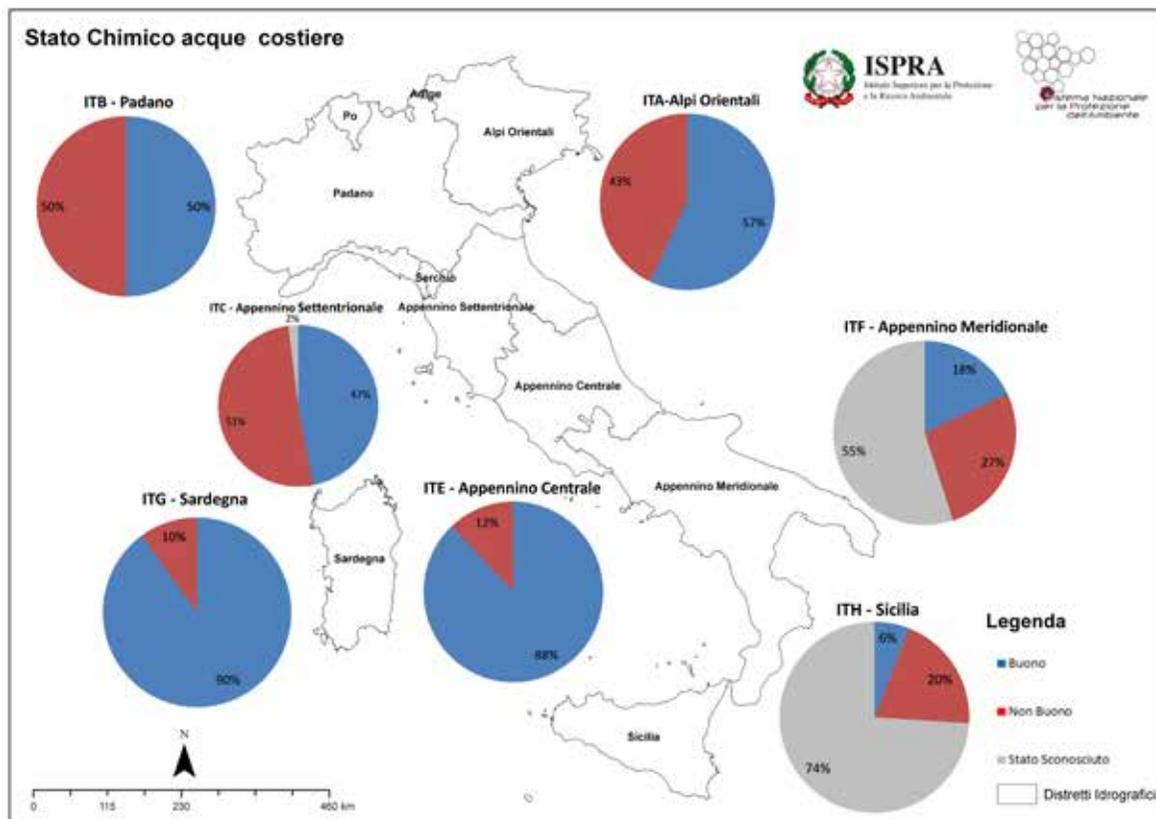 Stato Chimico acque costiere
ISPRA
Istituto Superiore per la Protezione
e la Ricerca Ambientale
Sistema Nazionale
per la Protezione
dell'Ambiente
ITB - Padano
50%
50%
Adige
Po
Alpi Orientali
Padano
ITA-Alpi Orientali
43%
57%
Serchio
ITC - Appennino Settentrionale
Appennino Settentrionale
2%
47%
51%
Appennino Centrale
ITF - Appennino Meridionale
18%
27%
55%
Appennino Meridionale
ITG - Sardegna
10%
90%
Sardegna
ITE - Appennino Centrale
12%
88%
ITH - Sicilia
6%
20%
74%
Sicilia
Legenda
Buono
Non Buono
Stato Sconosciuto
Distretti Idrografici
N
0 115 230 460 km